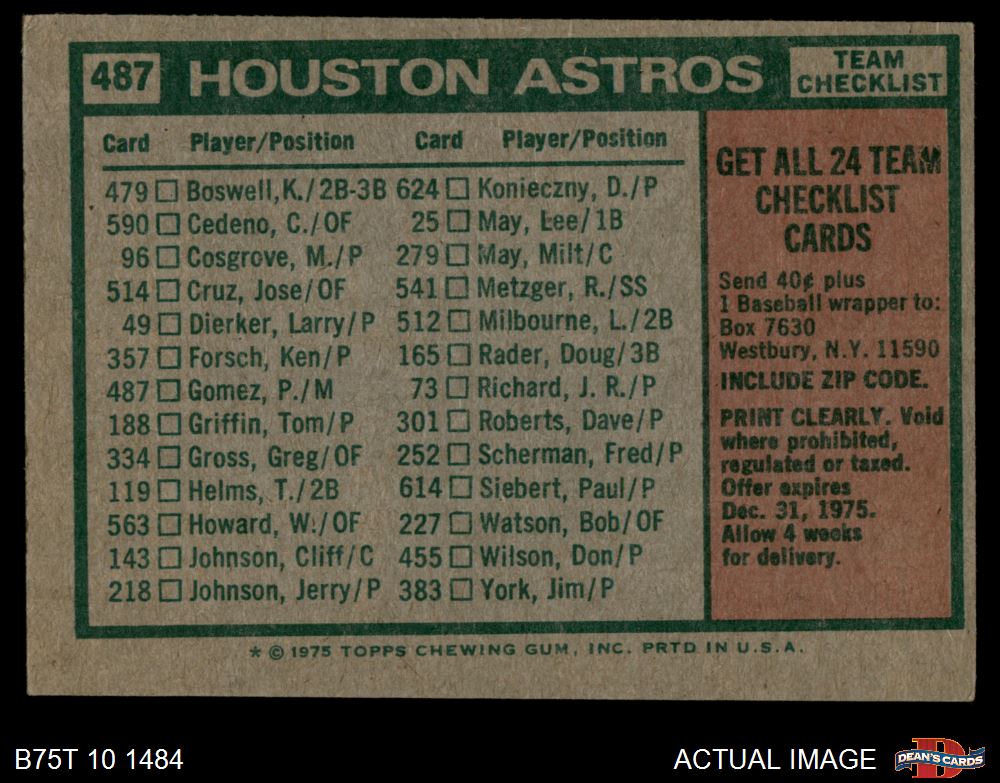 487 HOUSTON ASTROS TEAM CHECKLIST
Card Player/Position Card Player/Position
479 Boswell,K./2B-3B 624 Konieczny, D./P
590 Cedeno, C./OF 25 May, Lee/1B
96 Cosgrove, M./P 279 May, Milt/C
514 Cruz, Jose/OF 541 Metzger, R./SS
49 Dierker, Larry/P 512 Milbourne, L./2B
357 Forsch, Ken/P 165 Rader, Doug/3B
487 Gomez, P./M 73 Richard, J. R./P
188 Griffin, Tom/P 301 Roberts, Dave/P
334 Gross, Greg/OF 252 Scherman, Fred/P
119 Helms, T./2B 614 Siebert, Paul/P
563 Howard, W./OF 227 Watson, Bob/OF
143 Johnson, Cliff/C 455 Wilson, Don/P
218 Johnson, Jerry/P 383 York, Jim/P
GET ALL 24 TEAM
CHECKLIST
CARDS
Send 40¢ plus
1 Baseball wrapper to:
Box 7630
Westbury, N.Y. 11590
INCLUDE ZIP CODE.
PRINT CLEARLY. Void
where prohibited,
regulated or taxed.
Offer expires
Dec. 31, 1975.
Allow 4 weeks
for delivery.
* © 1975 TOPPS CHEWING GUM, INC. PRTD IN U.S.A.
B75T 10 1484 ACTUAL IMAGE
DEAN'S CARDS